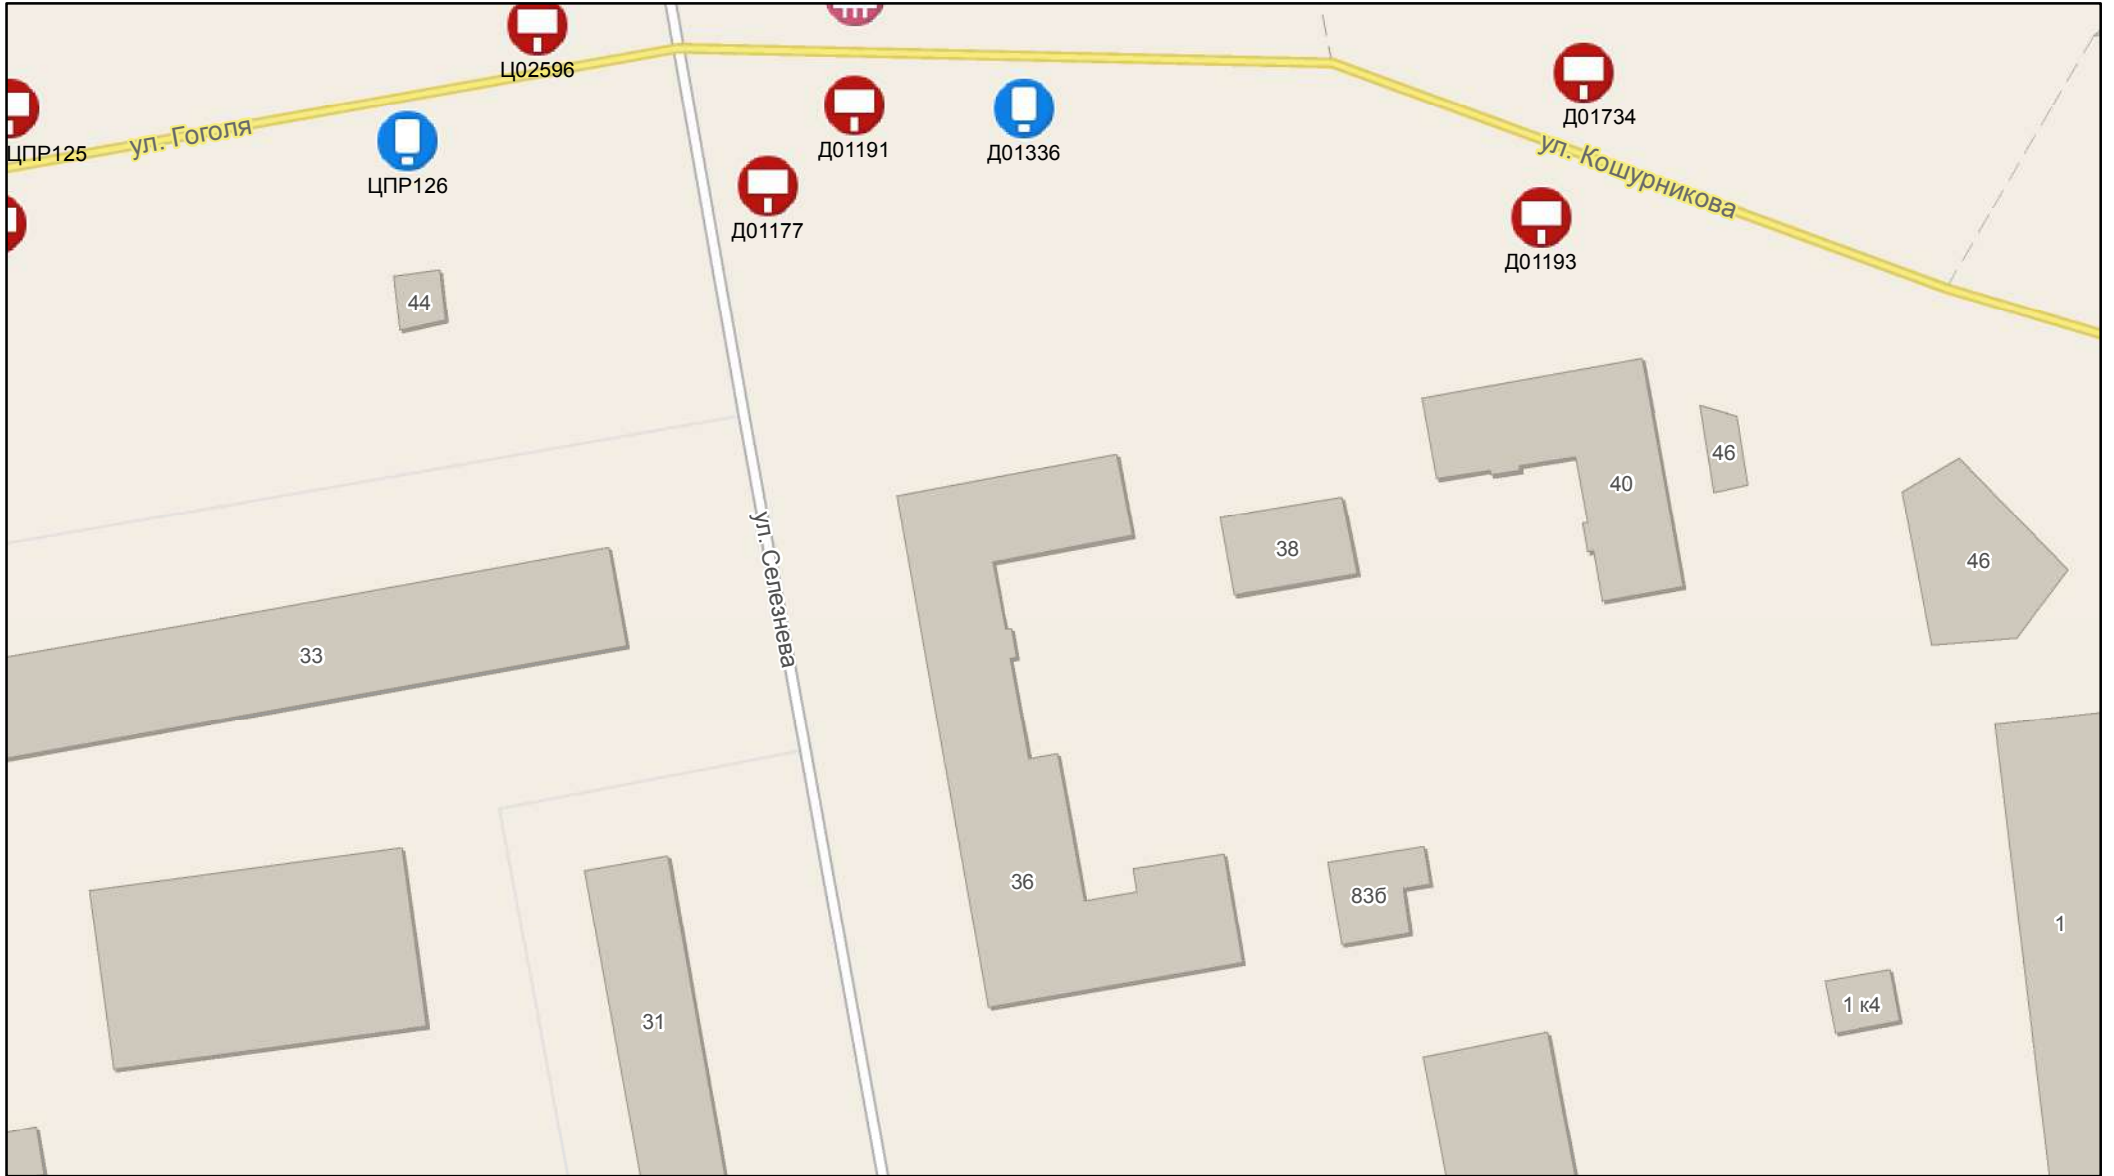 Ц02596
Д01734
ул. Гоголя
ЦПР125
ЦПР126
Д01191
Д01336
ул. Кошурникова
Д01177
Д01193
44
46
40
38
46
ул. Селезнева
33
36
83б
1
31
1 к4